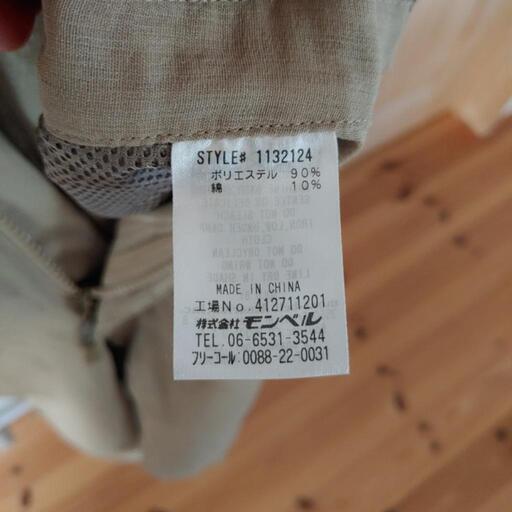 STYLE# 1132124
ポリエステル 90%
綿 10%
MADE IN CHINA
工場No.412711201
株式会社モンベル
TEL.06-6531-3544
フリーコール:0088-22-0031